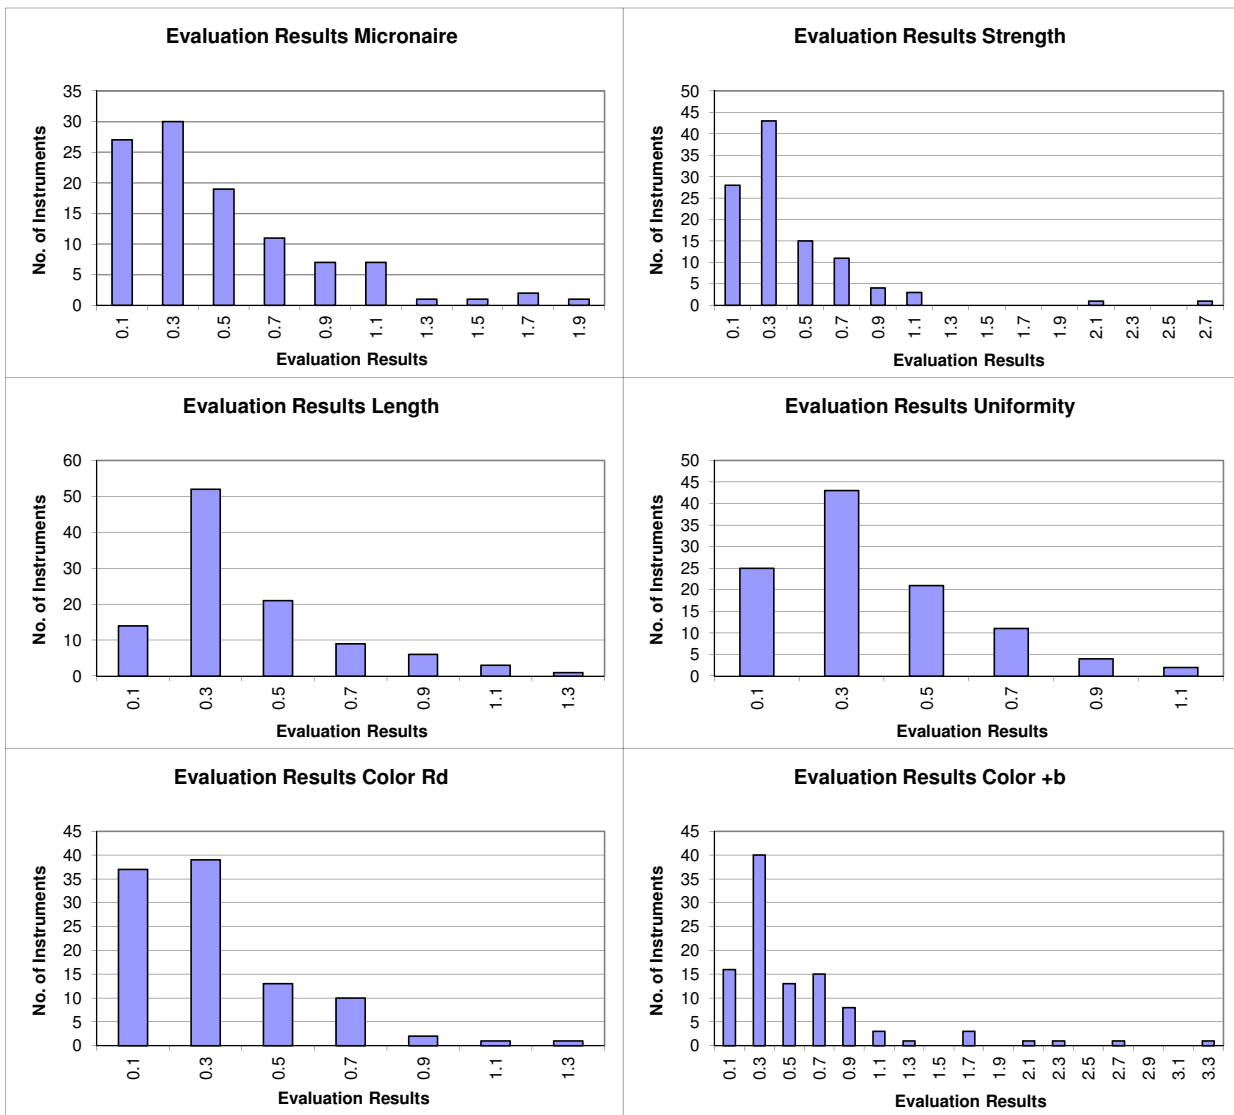 Evaluation Results Micronaire
35
30
25
20
15
10
5
0
No. of Instruments
0.1 0.3 0.5 0.7 0.9 1.1 1.3 1.5 1.7 1.9
Evaluation Results
Evaluation Results Strength
50
45
40
35
30
25
20
15
10
5
0
No. of Instruments
0.1 0.3 0.5 0.7 0.9 1.1 1.3 1.5 1.7 1.9 2.1 2.3 2.5 2.7
Evaluation Results
Evaluation Results Length
60
50
40
30
20
10
0
No. of Instruments
0.1 0.3 0.5 0.7 0.9 1.1 1.3
Evaluation Results
Evaluation Results Uniformity
50
45
40
35
30
25
20
15
10
5
0
No. of Instruments
0.1 0.3 0.5 0.7 0.9 1.1
Evaluation Results
Evaluation Results Color Rd
45
40
35
30
25
20
15
10
5
0
No. of Instruments
0.1 0.3 0.5 0.7 0.9 1.1 1.3
Evaluation Results
Evaluation Results Color +b
45
40
35
30
25
20
15
10
5
0
No. of Instruments
0.1 0.3 0.5 0.7 0.9 1.1 1.3 1.5 1.7 1.9 2.1 2.3 2.5 2.7 2.9 3.1 3.3
Evaluation Results